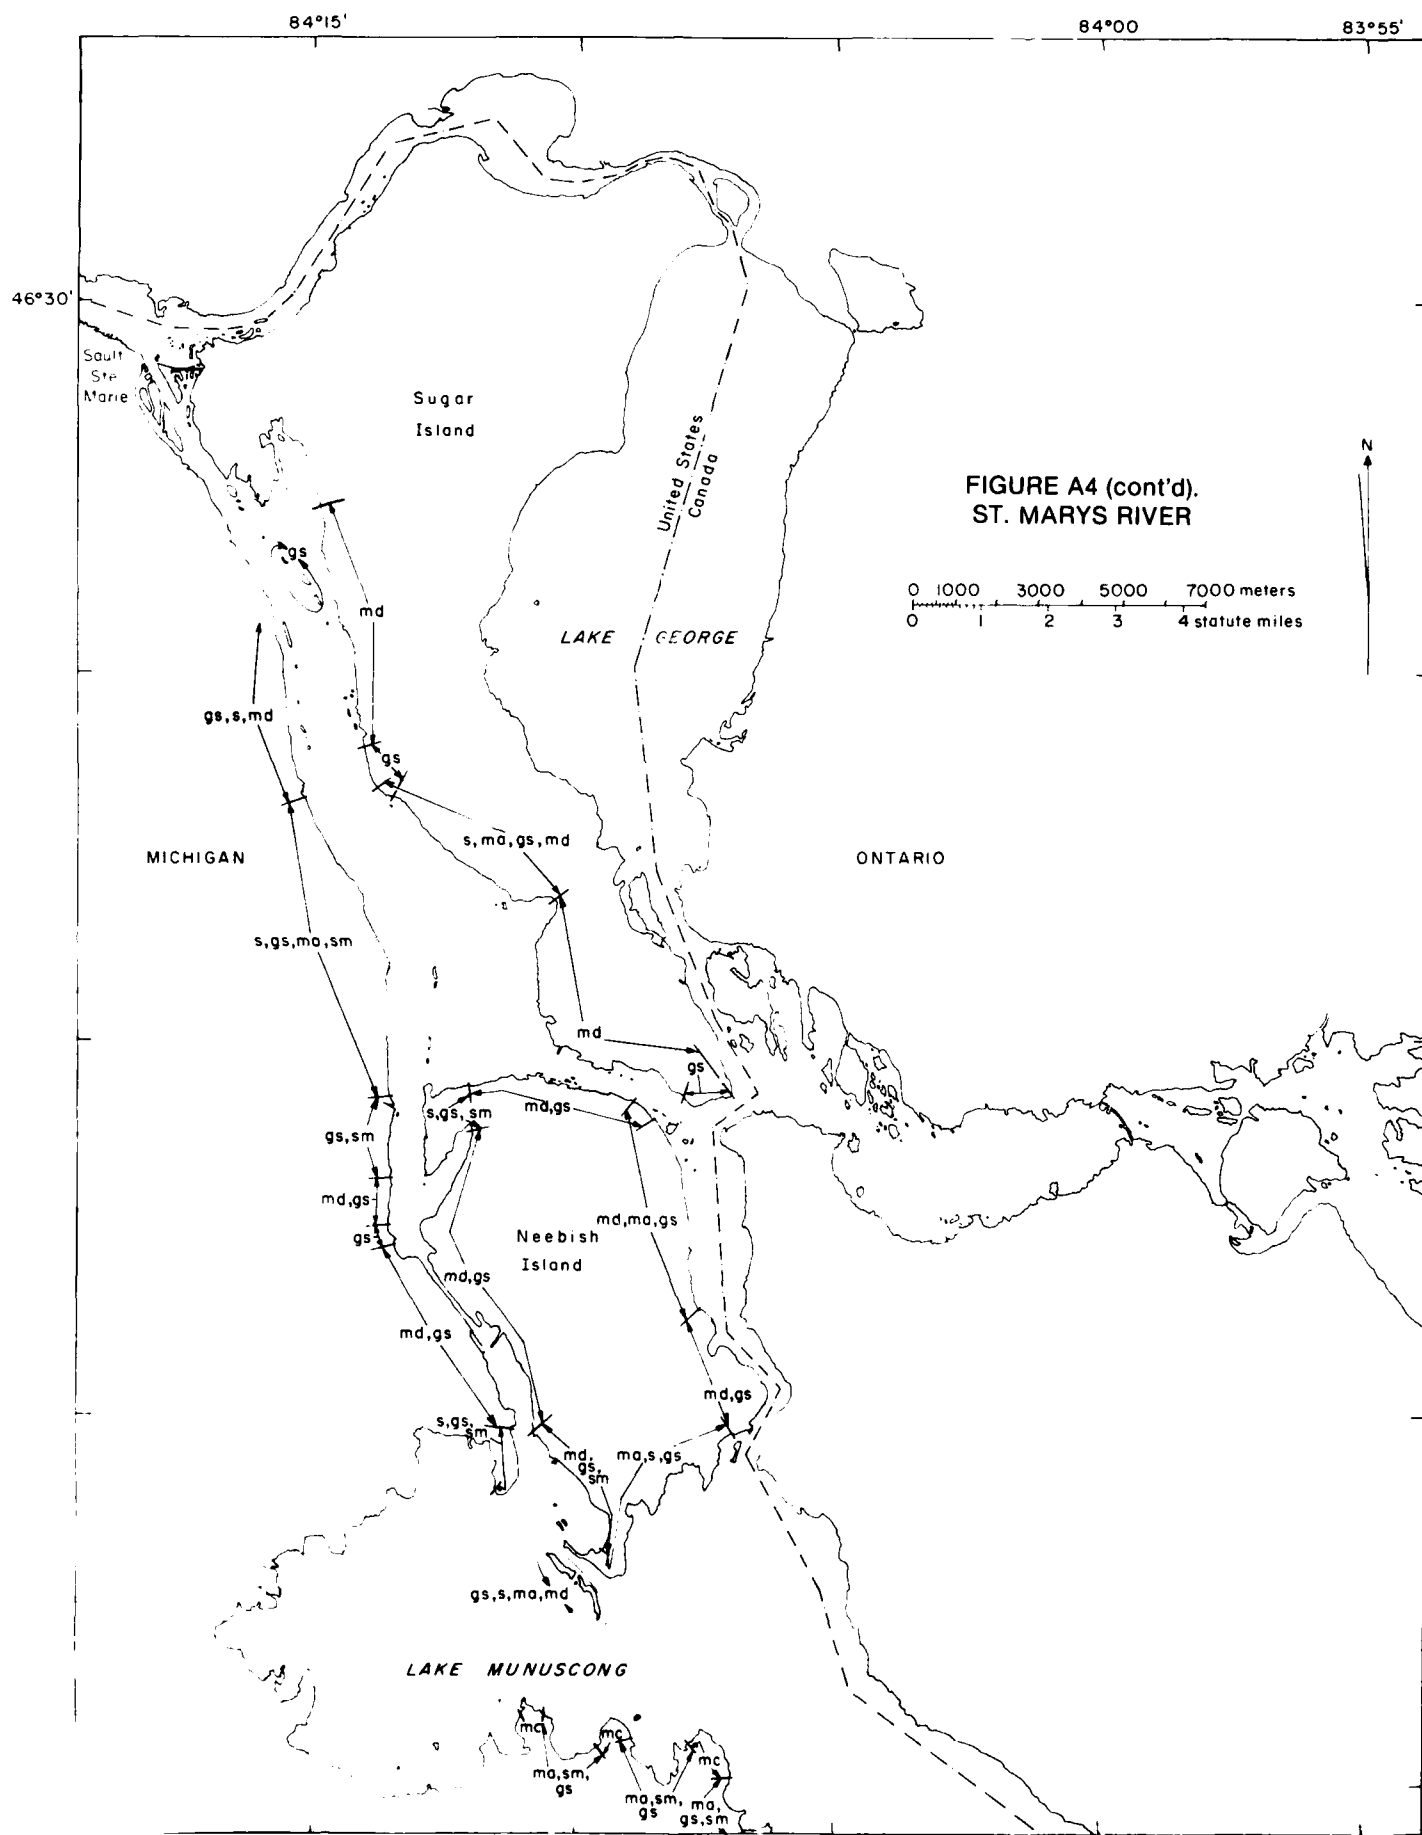 84°15'
84°00
83°55'
46°30'
Sault
Ste
Marie
Sugar
Island
United States
Canada
N
FIGURE A4 (cont'd).
ST. MARYS RIVER
gs
0 1000 3000 5000 7000 meters
0 1 2 3 4 statute miles
md
LAKE GEORGE
gs,s,md
gs
s,ma,gs,md
MICHIGAN
ONTARIO
s,gs,ma,sm
md
gs
md,gs
s,gs,sm
gs,sm
md,gs
md,ma,gs
gs
Neebish
Island
md,gs
md,gs
md,gs
s,gs,
sm
md,
gs,
sm
ma,s,gs
gs,s,ma,md
LAKE MUNUSCONG
mc
mc
mc
ma,sm,
gs
ma,sm,
gs
ma,
gs,sm